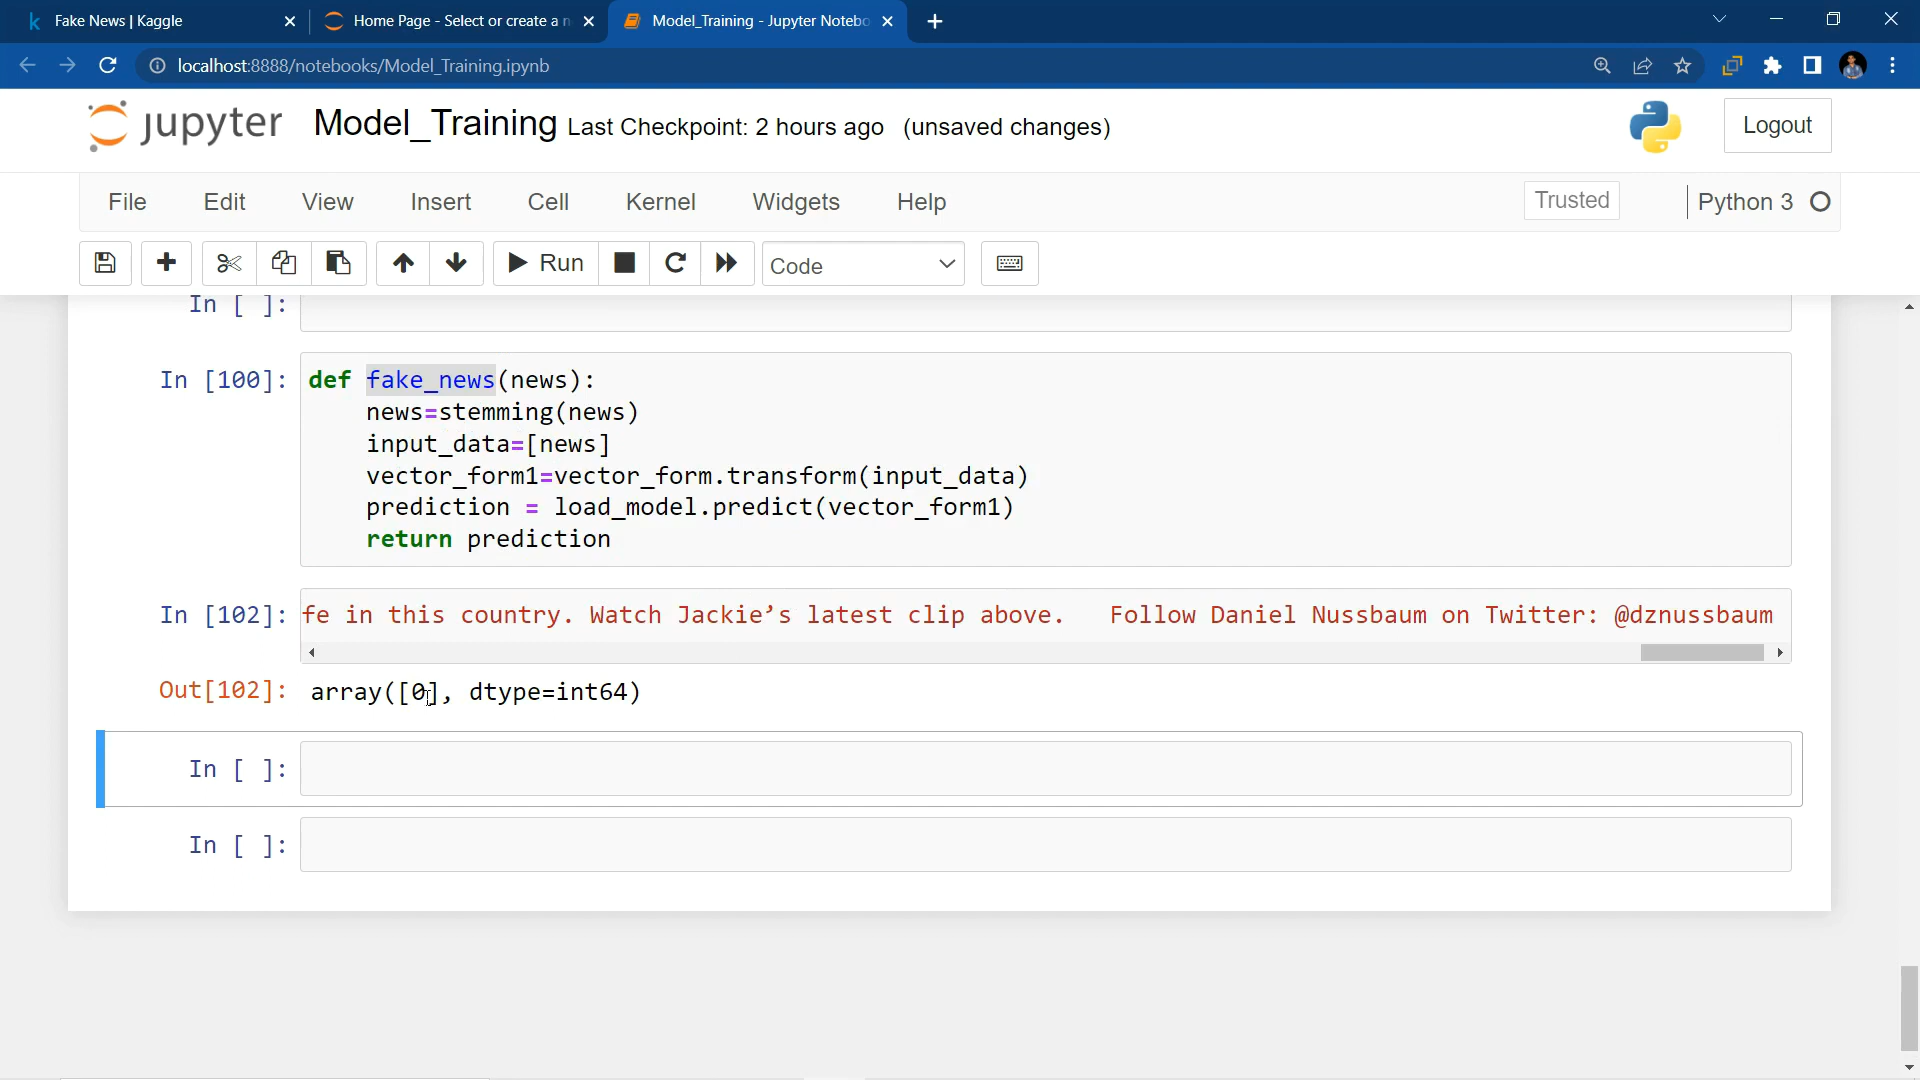 Fake News | Kaggle
Home Page - Select or create a n
Model_Training - Jupyter Notebo
localhost:8888/notebooks/Model_Training.ipynb
jupyter Model_Training Last Checkpoint: 2 hours ago (unsaved changes)
Logout
File Edit View Insert Cell Kernel Widgets Help
Trusted
Python 3
Run
Code
In [ ]:
In [100]: def fake_news(news):
news=stemming(news)
input_data=[news]
vector_form1=vector_form.transform(input_data)
prediction = load_model.predict(vector_form1)
return prediction
In [102]: fe in this country. Watch Jackie’s latest clip above.   Follow Daniel Nussbaum on Twitter: @dznussbaum
Out[102]: array([0], dtype=int64)
In [ ]:
In [ ]: